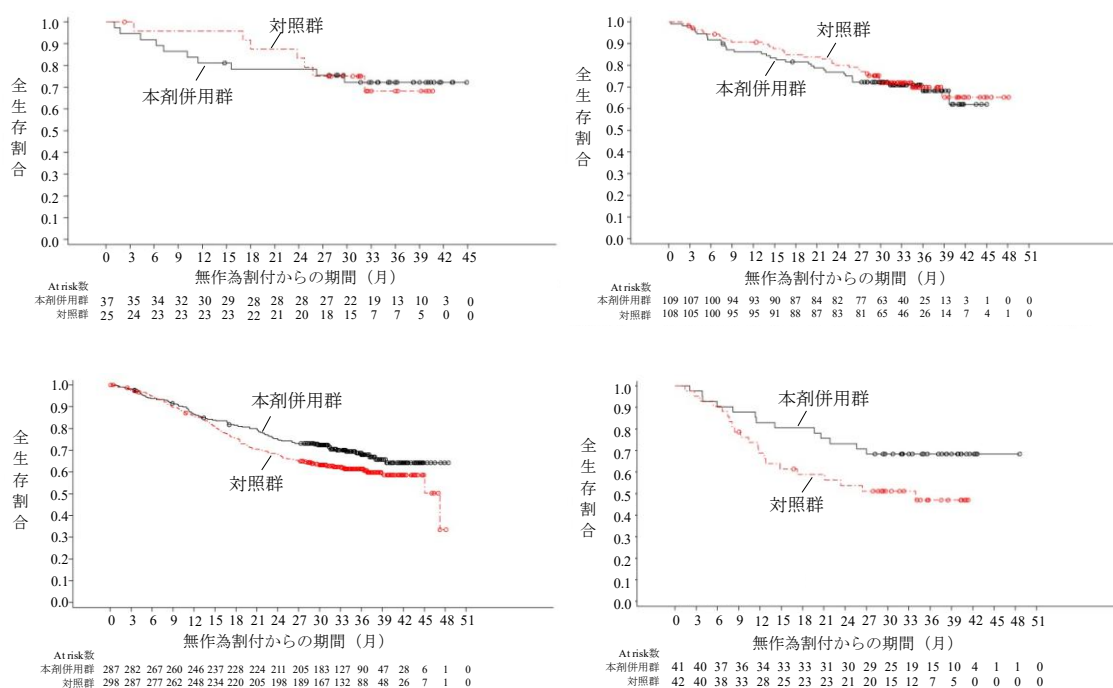 1.0
0.9
0.8
0.7
0.6
0.5
0.4
0.3
0.2
0.1
0.0
全生存割合
対照群
本剤併用群
0 3 6 9 12 15 18 21 24 27 30 33 36 39 42 45
無作為割付からの期間（月）
At risk数
本剤併用群 37 35 34 32 30 29 28 28 28 27 22 19 13 10 3 0
対照群 25 24 23 23 23 23 22 21 20 18 15 7 7 5 0 0
1.0
0.9
0.8
0.7
0.6
0.5
0.4
0.3
0.2
0.1
0.0
全生存割合
対照群
本剤併用群
0 3 6 9 12 15 18 21 24 27 30 33 36 39 42 45 48 51
無作為割付からの期間（月）
At risk数
本剤併用群 109 107 100 94 93 90 87 84 82 77 63 40 25 13 3 1 0 0
対照群 108 105 100 95 95 91 88 87 83 81 65 46 26 14 7 4 1 0
1.0
0.9
0.8
0.7
0.6
0.5
0.4
0.3
0.2
0.1
0.0
全生存割合
本剤併用群
対照群
0 3 6 9 12 15 18 21 24 27 30 33 36 39 42 45 48 51
無作為割付からの期間（月）
At risk数
本剤併用群 287 282 267 260 246 237 228 224 211 205 183 127 90 47 28 6 1 0
対照群 298 287 277 262 248 234 220 205 198 189 167 132 88 48 26 7 1 0
1.0
0.9
0.8
0.7
0.6
0.5
0.4
0.3
0.2
0.1
0.0
全生存割合
本剤併用群
対照群
0 3 6 9 12 15 18 21 24 27 30 33 36 39 42 45 48 51
無作為割付からの期間（月）
At risk数
本剤併用群 41 40 37 36 34 33 33 31 30 29 25 19 15 10 4 1 1 0
対照群 42 40 38 33 28 25 23 23 21 20 15 12 7 5 0 0 0 0